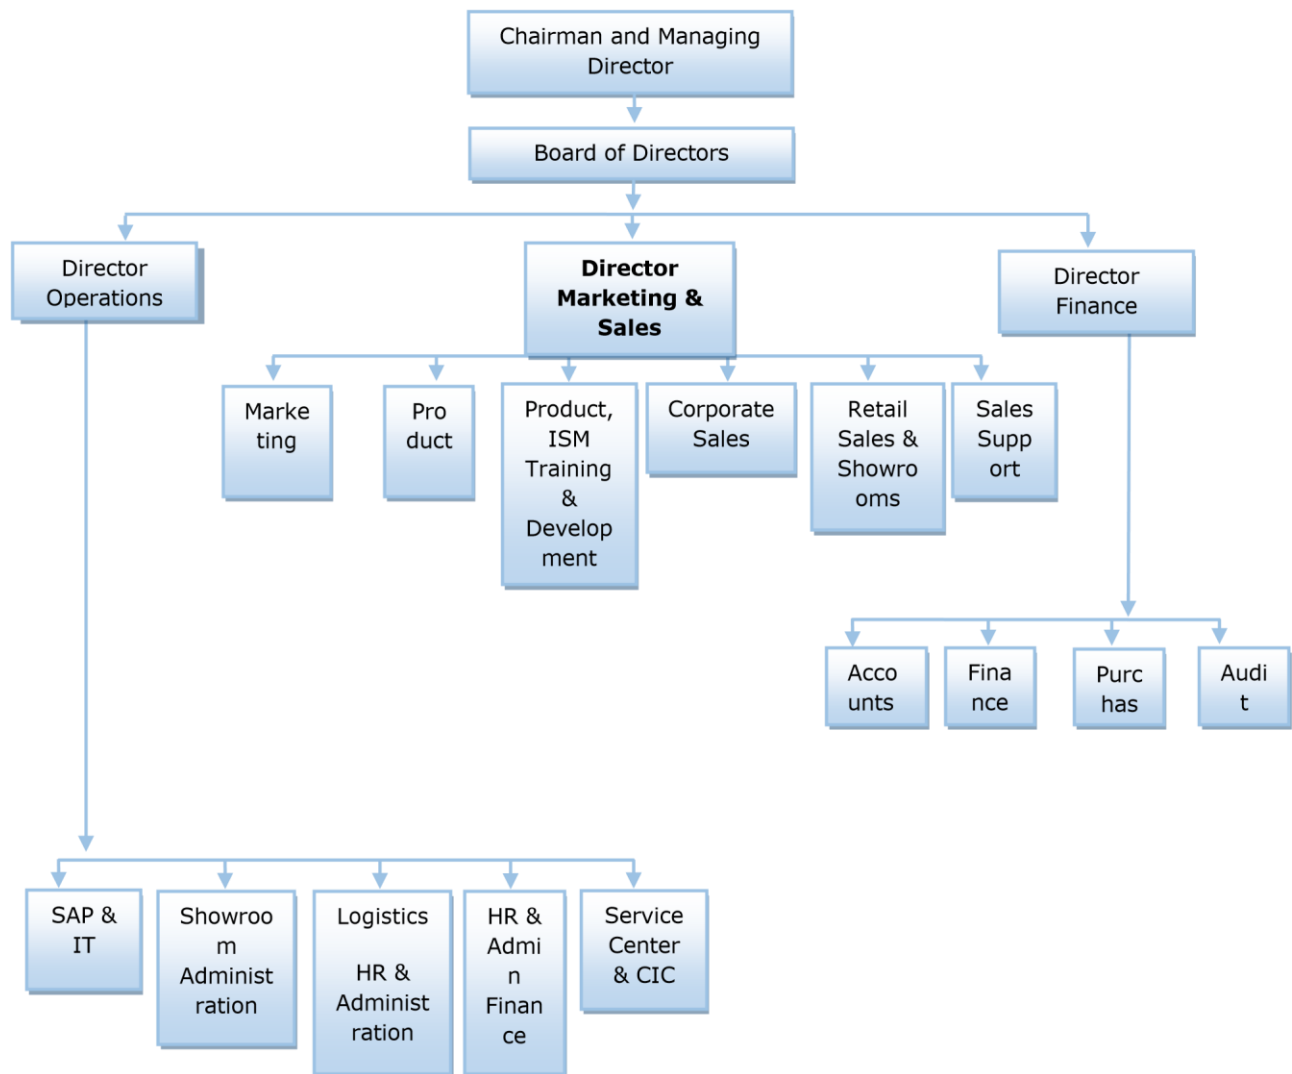 Chairman and Managing
Director
Board of Directors
Director
Operations
Director
Marketing &
Sales
Director
Finance
Marke
ting
Pro
duct
Product,
ISM
Training
&
Develop
ment
Corporate
Sales
Retail
Sales &
Showro
oms
Sales
Supp
ort
Acco
unts
Fina
nce
Purc
has
Audi
t
SAP &
IT
Showroo
m
Administ
ration
Logistics
HR &
Administ
ration
HR &
Admi
n
Finan
ce
Service
Center
& CIC